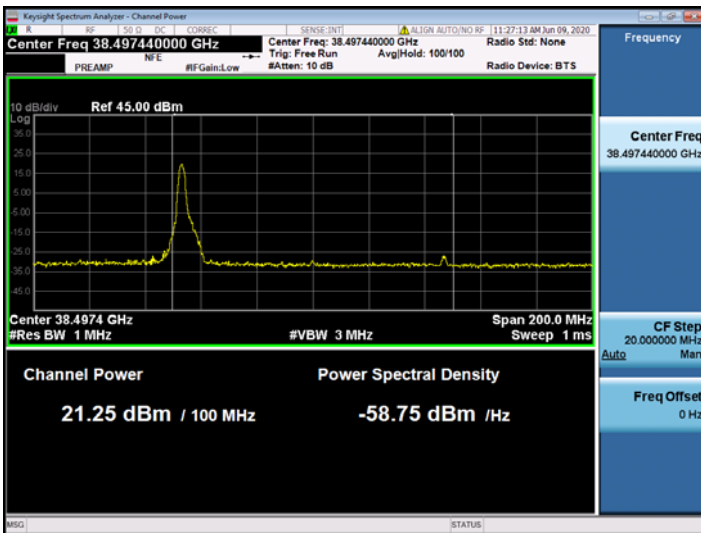 Keysight Spectrum Analyzer - Channel Power
R RF 50 Ω DC CORREC SENSE:INT ALIGN AUTO/NO RF 11:27:13 AM Jun 09, 2020
Center Freq 38.497440000 GHz
Center Freq: 38.497440000 GHz Radio Std: None
NFE Trig: Free Run Avg|Hold: 100/100
PREAMP #IFGain:Low #Atten: 10 dB Radio Device: BTS
10 dB/div Ref 45.00 dBm
Log
35.0
25.0
15.0
5.00
-5.00
-15.0
-25.0
-35.0
-45.0
Center 38.4974 GHz Span 200.0 MHz
#Res BW 1 MHz #VBW 3 MHz Sweep 1 ms
Channel Power Power Spectral Density
21.25 dBm / 100 MHz -58.75 dBm /Hz
MSG STATUS
Frequency
Center Freq
38.497440000 GHz
CF Step
20.000000 MHz
Auto Man
Freq Offset
0 Hz